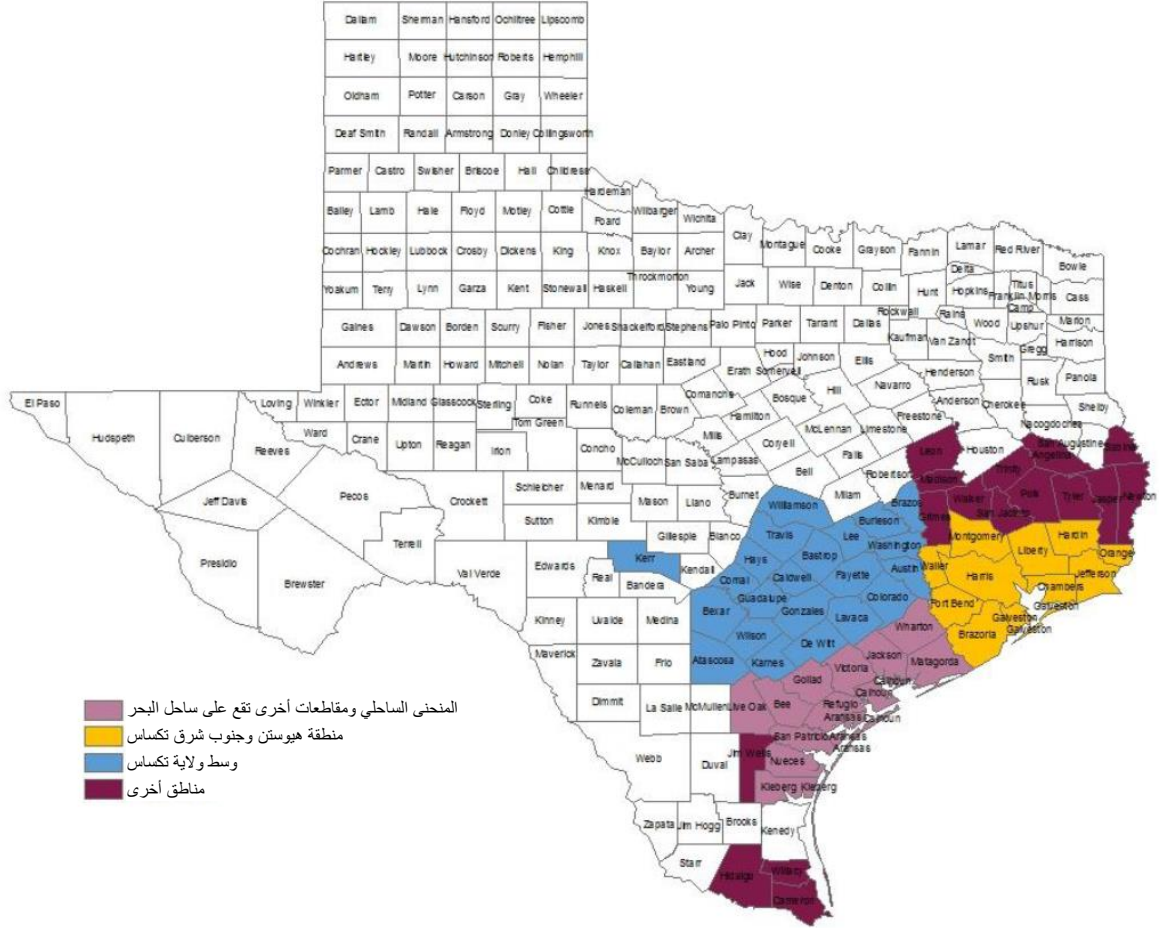 Dallam Sherman Hansford Ochiltree Lipscomb
Hartley Moore Hutchinson Roberts Hemphill
Oldham Potter Carson Gray Wheeler
Deaf Smith Randall Armstrong Donley Collingsworth
Parmer Castro Swisher Briscoe Hall Childress
Hardeman
Bailey Lamb Hale Floyd Motley Cottle Foard Wilbarger Wichita
Clay Montague Cooke Grayson Fannin Lamar Red River
Cochran Hockley Lubbock Crosby Dickens King Knox Baylor Archer
Delta Bowie
Yoakum Terry Lynn Garza Kent Stonewall Haskell Throckmorton Young Jack Wise Denton Collin Hunt Hopkins Franklin Titus Morris Cass
Rockwall Rains Camp
Gaines Dawson Borden Scurry Fisher Jones Shackelford Stephens Palo Pinto Parker Tarrant Dallas Wood Upshur Marion
Kaufman Van Zandt Gregg Harrison
Andrews Martin Howard Mitchell Nolan Taylor Callahan Eastland Erath Hood Somervell Johnson Ellis Smith
Henderson Rusk Panola
El Paso Loving Winkler Ector Midland Glasscock Sterling Coke Runnels Coleman Brown Comanche Bosque Hill Navarro Anderson Cherokee Shelby
Hamilton Freestone Nacogdoches
Hudspeth Culberson Reeves Ward Crane Upton Reagan Irion Tom Green Concho Mills McLennan Limestone
McCulloch San Saba Lampasas Coryell Falls Leon Houston San Augustine Sabine
Angelina
Jeff Davis Pecos Crockett Schleicher Menard Mason Llano Burnet Bell Robertson Madison Trinity
Williamson Milam Brazos Walker Polk Tyler Jasper Newton
Sutton Kimble Gillespie Blanco Travis Burleson Grimes San Jacinto
Presidio Brewster Terrell Val Verde Edwards Kerr Kendall Hays Bastrop Lee Washington Montgomery Liberty Hardin Orange
Real Bandera Comal Caldwell Fayette Austin Waller Harris Chambers Jefferson
Kinney Uvalde Medina Bexar Guadalupe Gonzales Lavaca Colorado Fort Bend Galveston
Galveston
Galveston
Maverick Zavala Frio Atascosa Wilson Karnes De Witt Wharton Brazoria
Jackson Matagorda
Goliad Victoria Calhoun
Dimmit La Salle McMullen Live Oak Bee Refugio Calhoun
Aransas Calhoun
San Patricio Aransas
Aransas
Webb Duval Jim Wells Nueces
Kleberg Kleberg
Zapata Jim Hogg Brooks Kenedy
Starr Hidalgo Willacy
Cameron
المنحنى الساحلي ومقاطعات أخرى تقع على ساحل البحر
منطقة هيوستن وجنوب شرق تكساس
وسط ولاية تكساس
مناطق أخرى